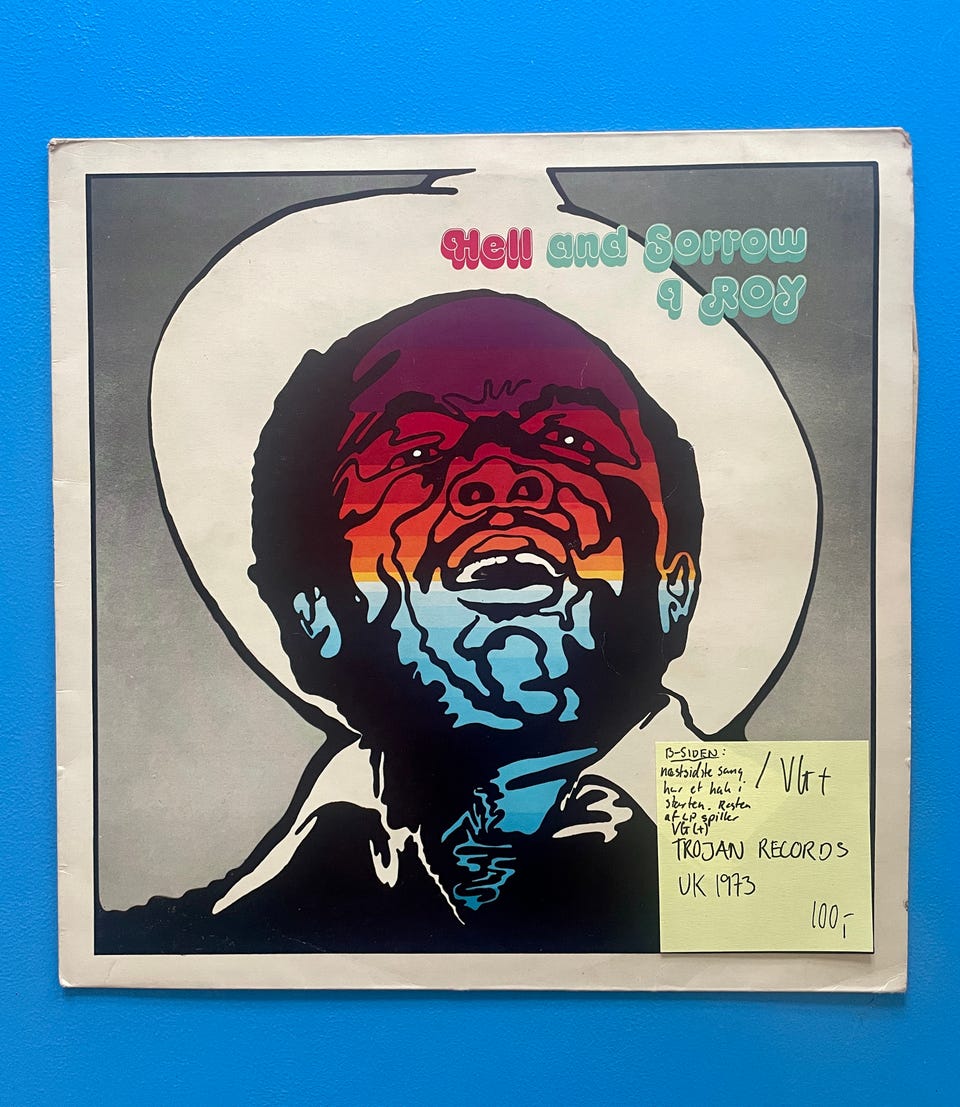 Hell and Sorrow
I ROY
B-SIDEN:
næstsidste sang
har et hak i
starten. Resten
af LP spiller
VG(+)
/ VG+
TROJAN RECORDS
UK 1973
100,-